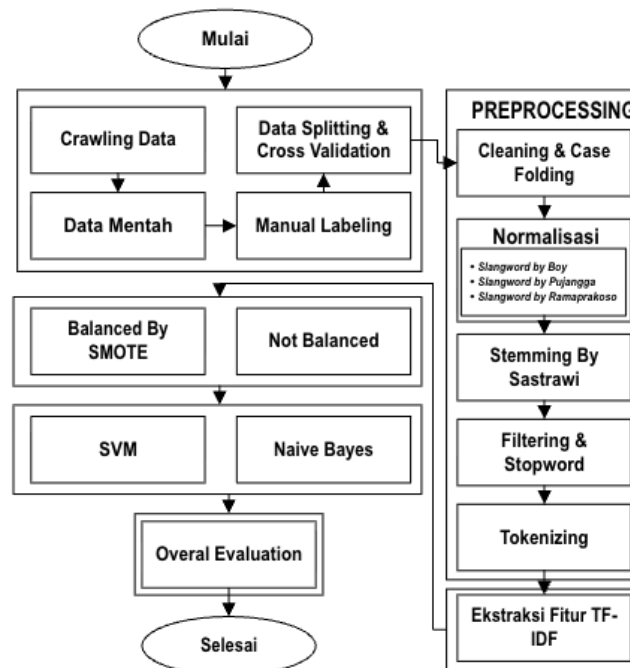 Mulai
Crawling Data
Data Mentah
Manual Labeling
Data Splitting &
Cross Validation
PREPROCESSING
Cleaning & Case
Folding
Normalisasi
• Slangword by Boy
• Slangword by Pujangga
• Slangword by Ramaprakoso
Stemming By
Sastrawi
Filtering &
Stopword
Tokenizing
Ekstraksi Fitur TF-
IDF
Balanced By
SMOTE
Not Balanced
SVM
Naive Bayes
Overal Evaluation
Selesai